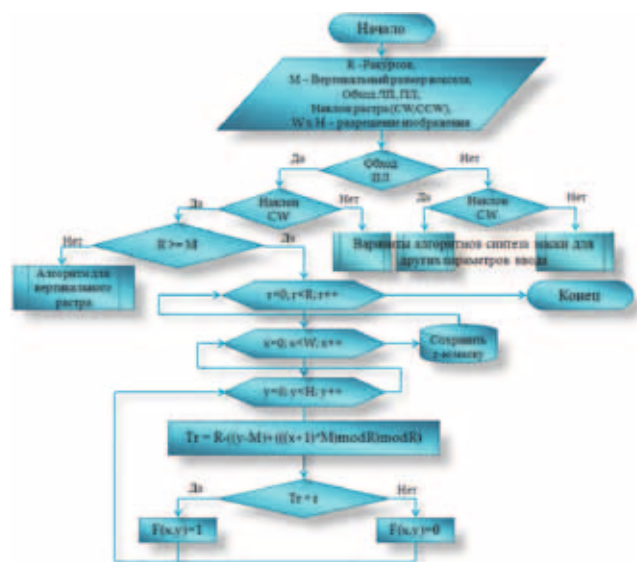 Начало
R - Ракурсов,
M – Вертикальный размер вокселя,
Обход ЛП, ПЛ,
Наклон растра (CW, CCW),
W x H – разрешение изображения
Обход
ПЛ
Да
Нет
Наклон
CW
Да
Нет
Наклон
CW
Да
Нет
R >= M
Нет
Да
Варианты алгоритмов синтеза маски для
других параметров ввода
Алгоритм для
вертикального
растра
r=0; r<R; r++
Конец
x=0; x<W; x++
Сохранить
r-ю маску
y=0; y<H; y++
Tr = R-((y-M)+(((x+1)*M)modR)modR)
Tr = r
Да
Нет
F(x,y)=1
F(x,y)=0